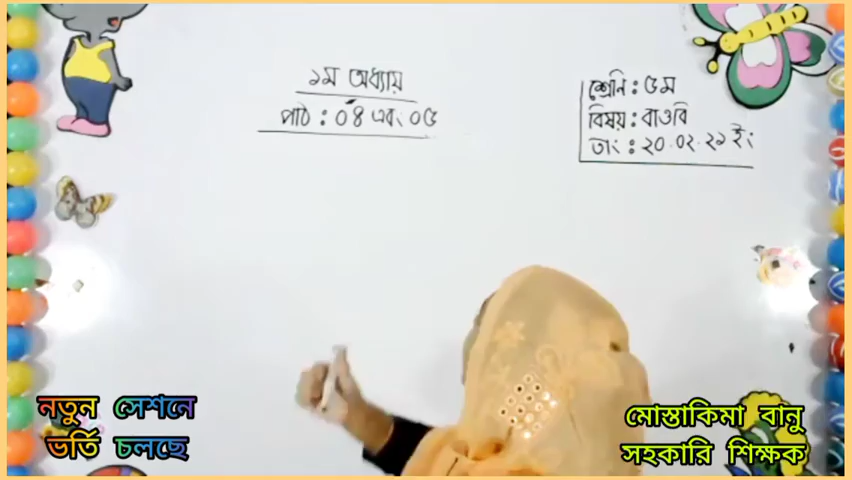 ১ম অধ্যায়
পাঠ : ০৪ এবং ০৫
শ্রেনি : ৫ম
বিষয় : বাওবি
তাং : ২০.০২.২১ ইং
নতুন সেশনে
ভর্তি চলছে
মোস্তাকিমা বানু
সহকারি শিক্ষক